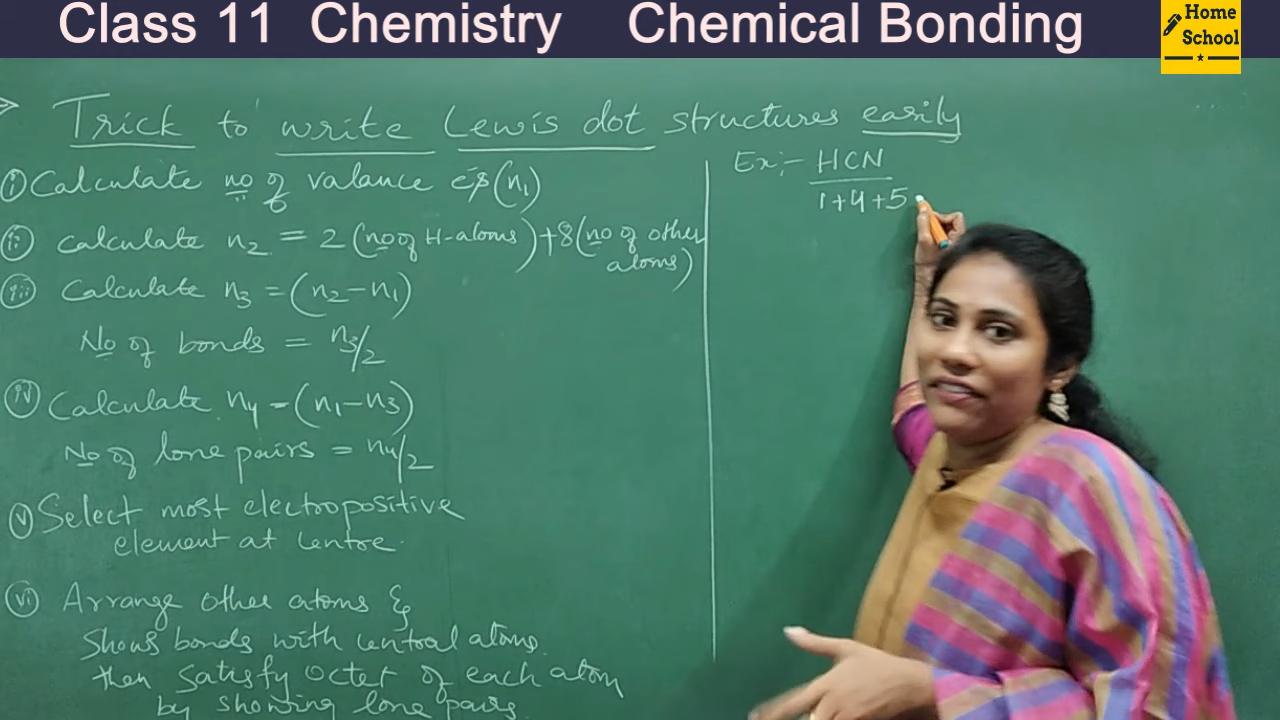 Class 11 Chemistry Chemical Bonding
Home
School
Trick to write Lewis dot structures easily
i) Calculate no of valance es (n₁)
ii) calculate n₂ = 2 (no of H-atoms) + 8 (no of other
atoms)
iii) Calculate n₃ = (n₂ - n₁)
No of bonds = n₃/2
iv) Calculate n₄ = (n₁ - n₃)
No of lone pairs = n₄/2
v) Select most electropositive
element at centre.
vi) Arrange other atoms &
Show bonds with central atoms.
then satisfy octet of each atom
by showing lone pairs.
Ex:- HCN
1+4+5